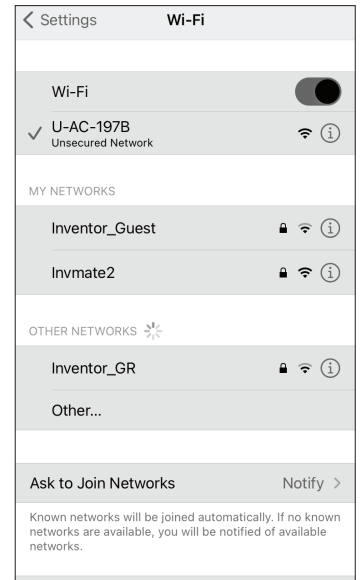 Settings Wi-Fi
Wi-Fi
U-AC-197B
Unsecured Network
MY NETWORKS
Inventor_Guest
Invmate2
OTHER NETWORKS
Inventor_GR
Other...
Ask to Join Networks Notify
Known networks will be joined automatically. If no known
networks are available, you will be notified of available
networks.